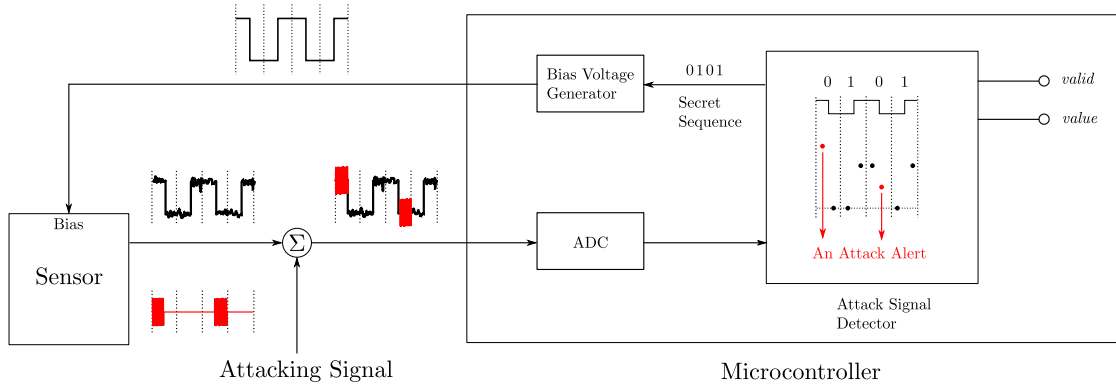 Bias Voltage
Generator
0101
Secret
Sequence
0 1 0 1
valid
value
An Attack Alert
Attack Signal
Detector
Bias
Sensor
Σ
ADC
Attacking Signal
Microcontroller